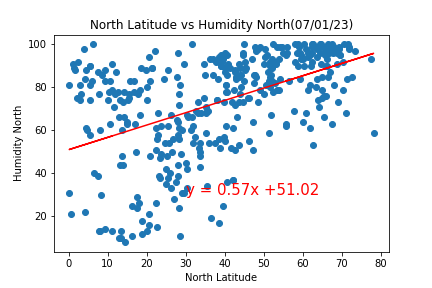 North Latitude vs Humidity North(07/01/23)
100
80
60
40
20
Humidity North
y = 0.57x +51.02
0 10 20 30 40 50 60 70 80
North Latitude